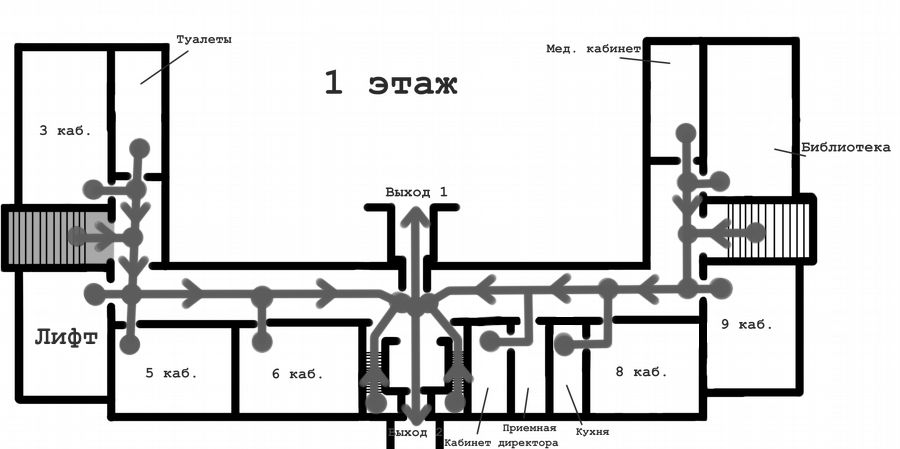 Туалеты
Мед. кабинет
1 этаж
3 каб.
Библиотека
Выход 1
Лифт
9 каб.
5 каб.
6 каб.
8 каб.
Выход 2
Приемная
Кухня
Кабинет директора